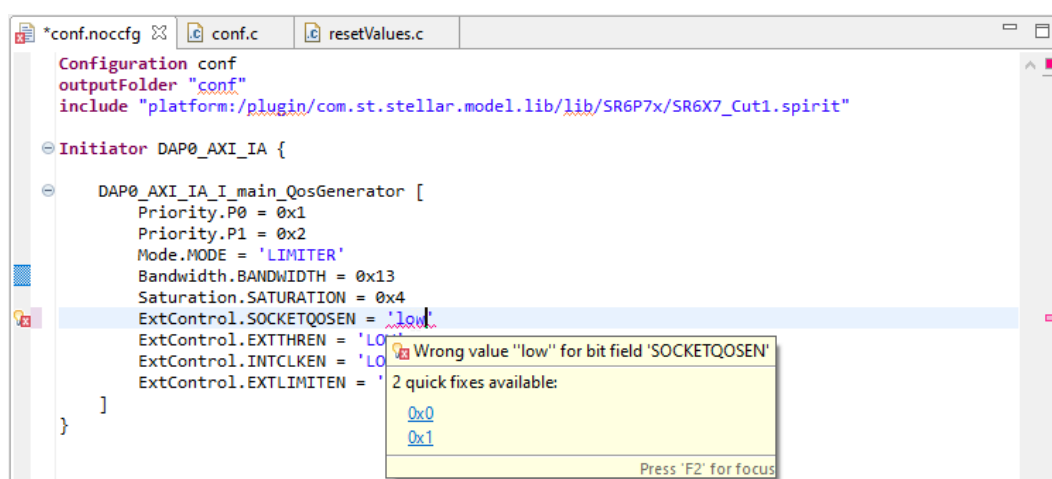 *conf.noccfg conf.c resetValues.c
Configuration conf
outputFolder "conf"
include "platform:/plugin/com.st.stellar.model.lib/lib/SR6P7x/SR6X7_Cut1.spirit"
Initiator DAP0_AXI_IA {
DAP0_AXI_IA_I_main_QosGenerator [
Priority.P0 = 0x1
Priority.P1 = 0x2
Mode.MODE = 'LIMITER'
Bandwidth.BANDWIDTH = 0x13
Saturation.SATURATION = 0x4
ExtControl.SOCKETQOSEN = 'low'
ExtControl.EXTTHREN = 'LO
ExtControl.INTCLKEN = 'LO
ExtControl.EXTLIMITEN = '
]
}
Wrong value "low" for bit field 'SOCKETQOSEN'
2 quick fixes available:
0x0
0x1
Press 'F2' for focus